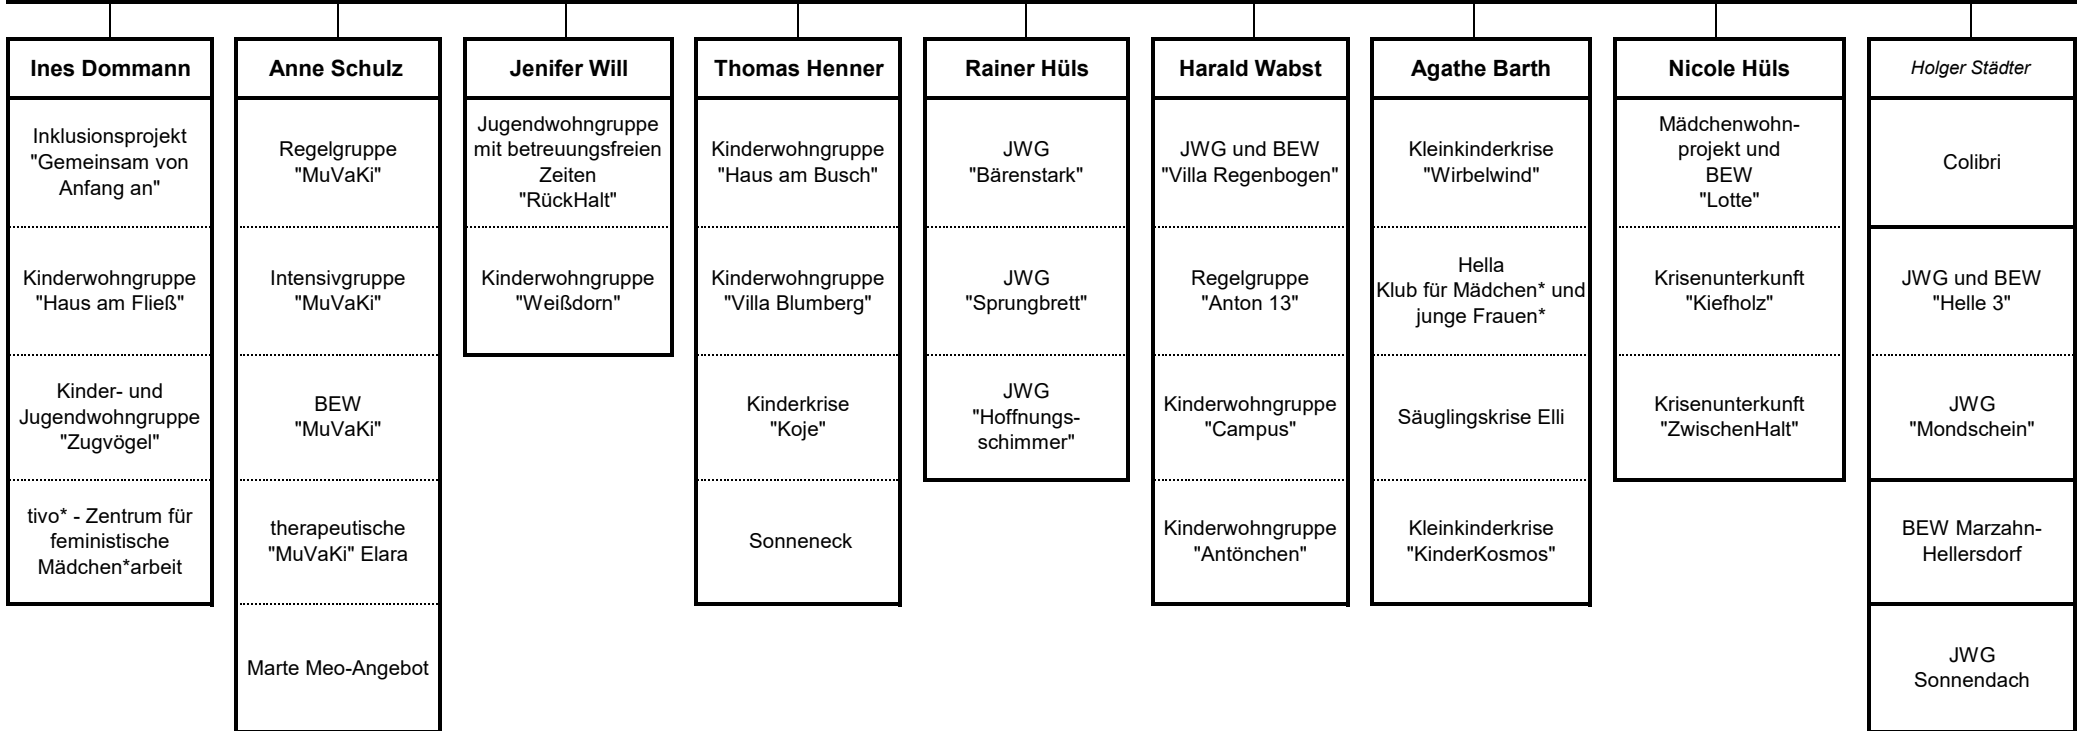 Ines Dommann
Inklusionsprojekt
"Gemeinsam von
Anfang an"
Kinderwohngruppe
"Haus am Fließ"
Kinder- und
Jugendwohngruppe
"Zugvögel"
tivo* - Zentrum für
feministische
Mädchen*arbeit
Anne Schulz
Regelgruppe
"MuVaKi"
Intensivgruppe
"MuVaKi"
BEW
"MuVaKi"
therapeutische
"MuVaKi" Elara
Marte Meo-Angebot
Jenifer Will
Jugendwohngruppe
mit betreuungsfreien
Zeiten
"RückHalt"
Kinderwohngruppe
"Weißdorn"
Thomas Henner
Kinderwohngruppe
"Haus am Busch"
Kinderwohngruppe
"Villa Blumberg"
Kinderkrise
"Koje"
Sonneneck
Rainer Hüls
JWG
"Bärenstark"
JWG
"Sprungbrett"
JWG
"Hoffnungs-
schimmer"
Harald Wabst
JWG und BEW
"Villa Regenbogen"
Regelgruppe
"Anton 13"
Kinderwohngruppe
"Campus"
Kinderwohngruppe
"Antönchen"
Agathe Barth
Kleinkinderkrise
"Wirbelwind"
Hella
Klub für Mädchen* und
junge Frauen*
Säuglingskrise Elli
Kleinkinderkrise
"KinderKosmos"
Nicole Hüls
Mädchenwohn-
projekt und
BEW
"Lotte"
Krisenunterkunft
"Kiefholz"
Krisenunterkunft
"ZwischenHalt"
Holger Städter
Colibri
JWG und BEW
"Helle 3"
JWG
"Mondschein"
BEW Marzahn-
Hellersdorf
JWG
Sonnendach